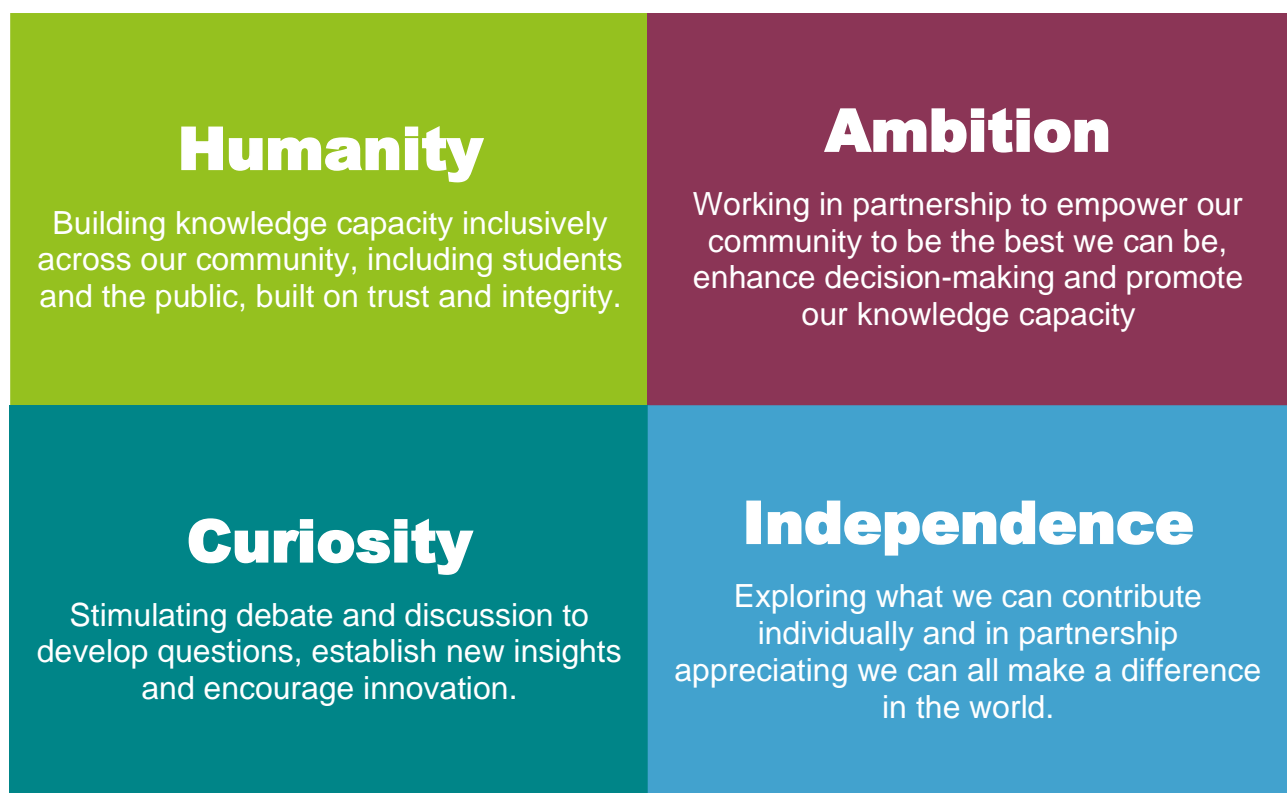 Humanity
Building knowledge capacity inclusively
across our community, including students
and the public, built on trust and integrity.
Ambition
Working in partnership to empower our
community to be the best we can be,
enhance decision-making and promote
our knowledge capacity
Curiosity
Stimulating debate and discussion to
develop questions, establish new insights
and encourage innovation.
Independence
Exploring what we can contribute
individually and in partnership
appreciating we can all make a difference
in the world.